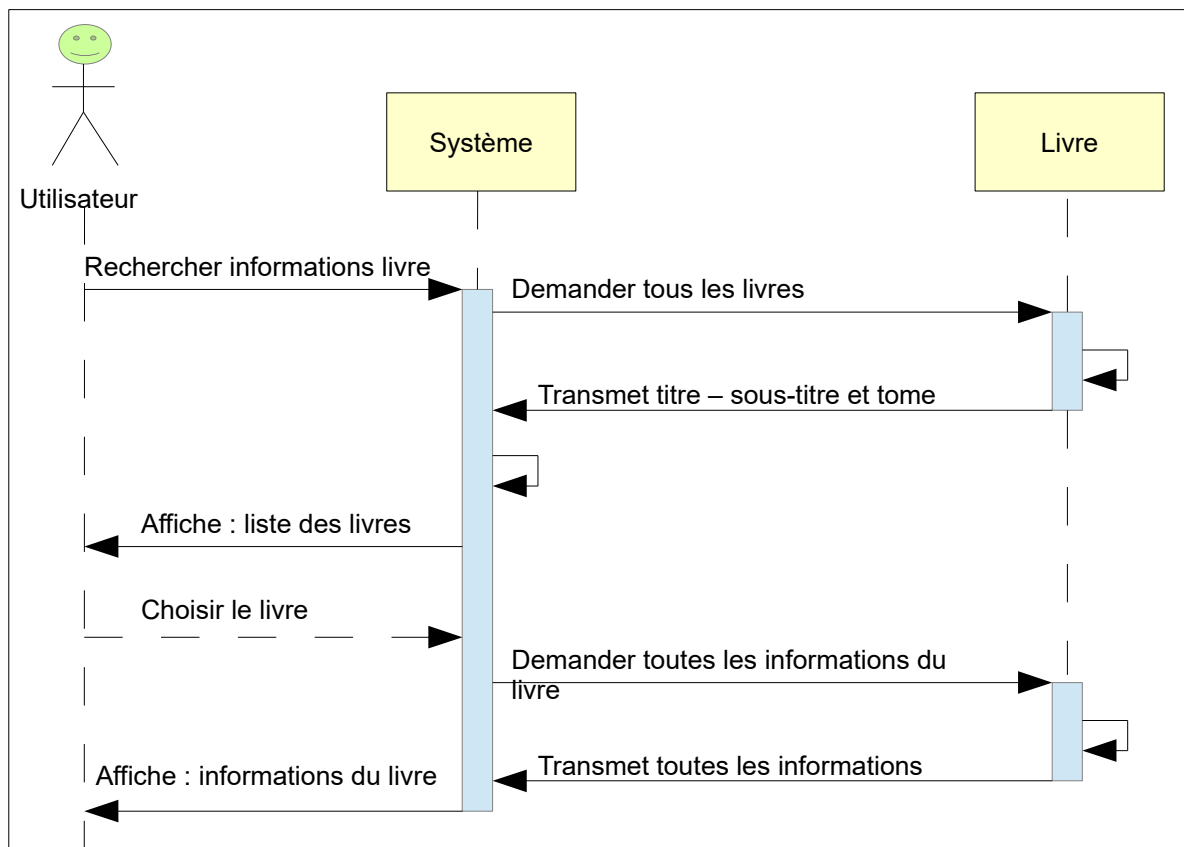 Utilisateur
Système
Livre
Rechercher informations livre
Demander tous les livres
Transmet titre – sous-titre et tome
Affiche : liste des livres
Choisir le livre
Demander toutes les informations du
livre
Transmet toutes les informations
Affiche : informations du livre